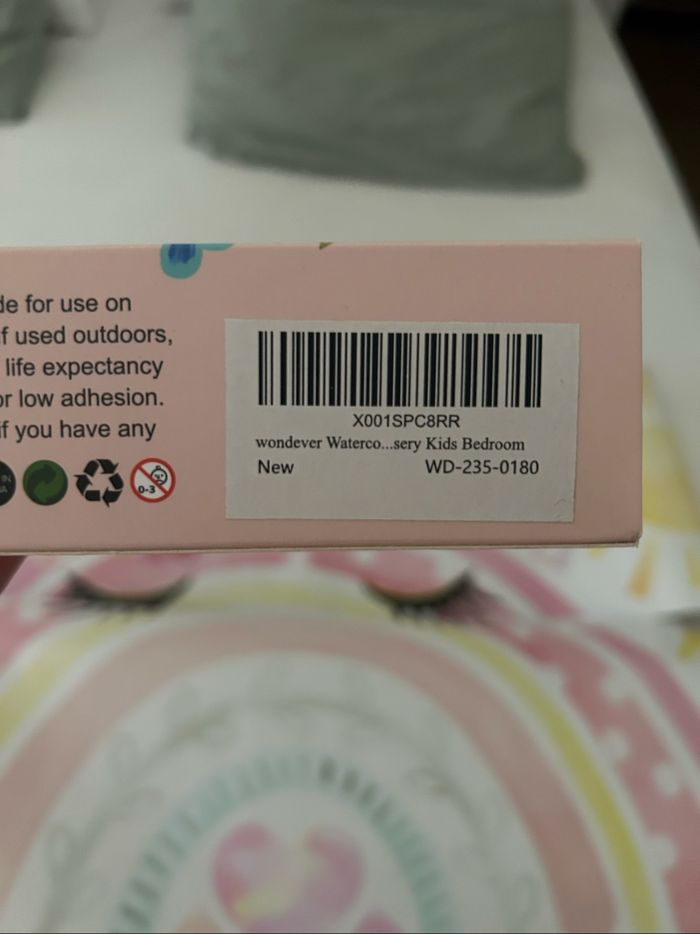 de for use on
f used outdoors,
life expectancy
or low adhesion.
if you have any
0-3
X001SPC8RR
wondever Waterco...sery Kids Bedroom
New WD-235-0180